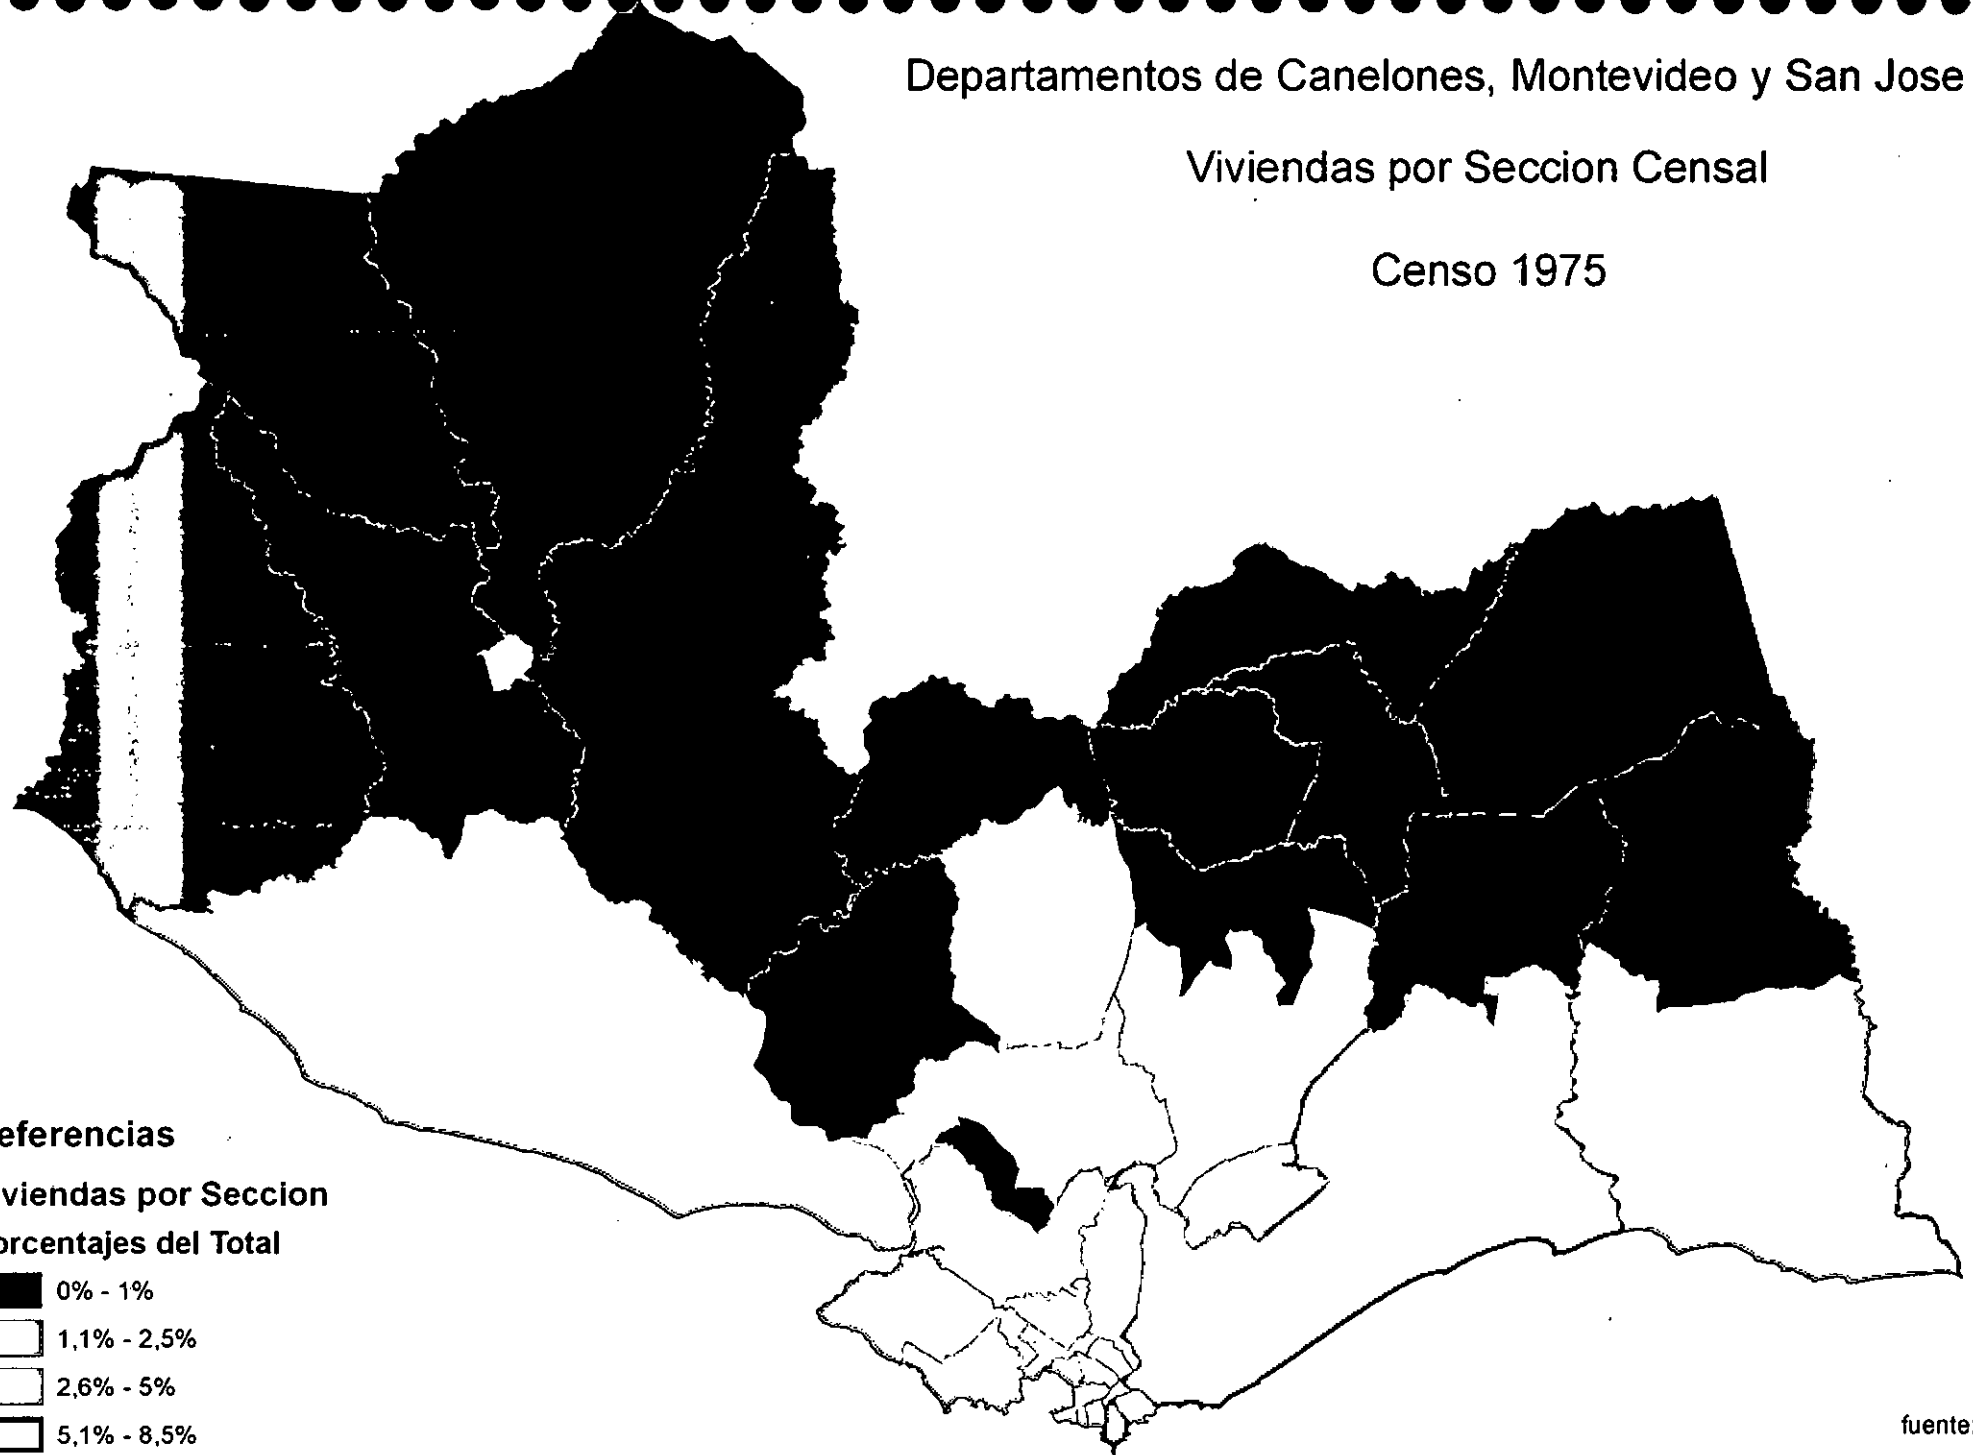 Departamentos de Canelones, Montevideo y San Jose
Viviendas por Seccion Censal
Censo 1975
eferencias
viendas por Seccion
orcentajes del Total
0% - 1%
1,1% - 2,5%
2,6% - 5%
5,1% - 8,5%
fuente: